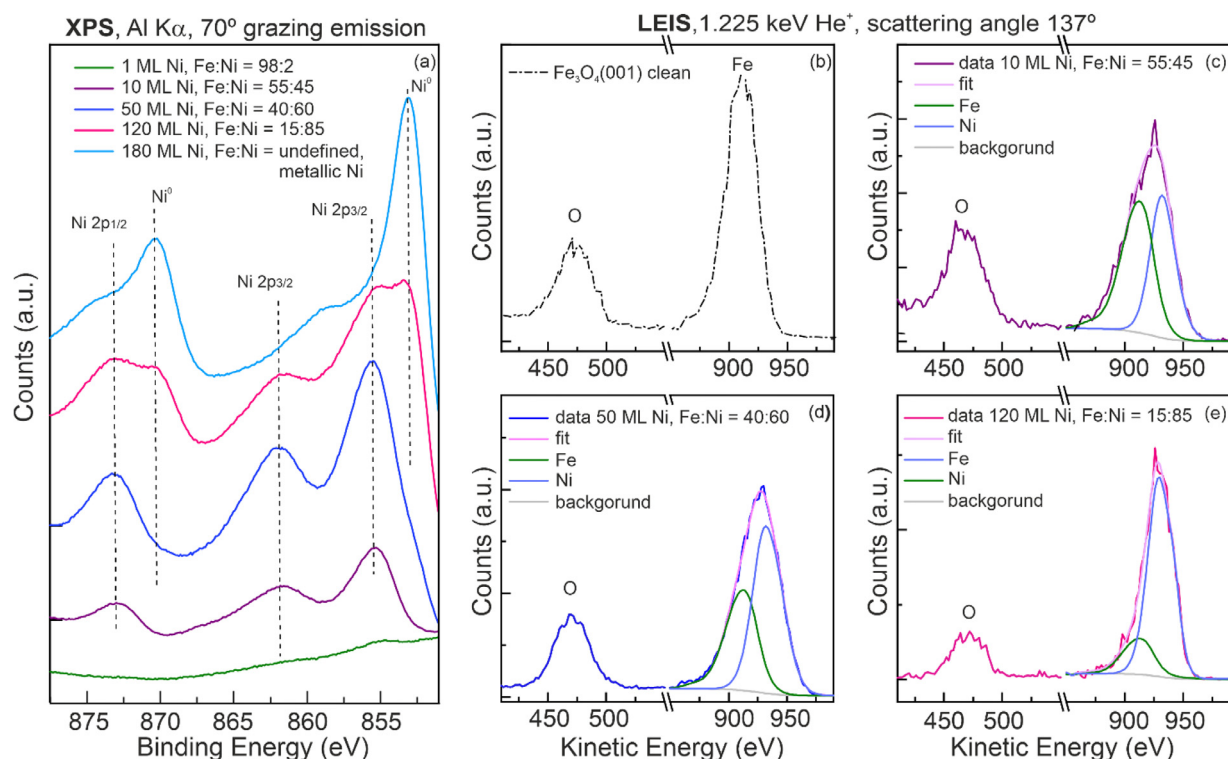 XPS, Al Kα, 70º grazing emission
LEIS,1.225 keV He⁺, scattering angle 137º
(a)
1 ML Ni, Fe:Ni = 98:2
10 ML Ni, Fe:Ni = 55:45
50 ML Ni, Fe:Ni = 40:60
120 ML Ni, Fe:Ni = 15:85
180 ML Ni, Fe:Ni = undefined,
metallic Ni
Ni⁰
Ni⁰
Ni 2p1/2
Ni 2p3/2
Ni 2p3/2
Counts (a.u.)
875 870 865 860 855
Binding Energy (eV)
(b)
Fe₃O₄(001) clean
Fe
O
Counts (a.u.)
450 500 900 950
(c)
data 10 ML Ni, Fe:Ni = 55:45
fit
Fe
Ni
backgorund
O
Counts (a.u.)
450 500 900 950
(d)
data 50 ML Ni, Fe:Ni = 40:60
fit
Fe
Ni
backgorund
O
Counts (a.u.)
450 500 900 950
Kinetic Energy (eV)
(e)
data 120 ML Ni, Fe:Ni = 15:85
fit
Fe
Ni
backgorund
O
Counts (a.u.)
450 500 900 950
Kinetic Energy (eV)